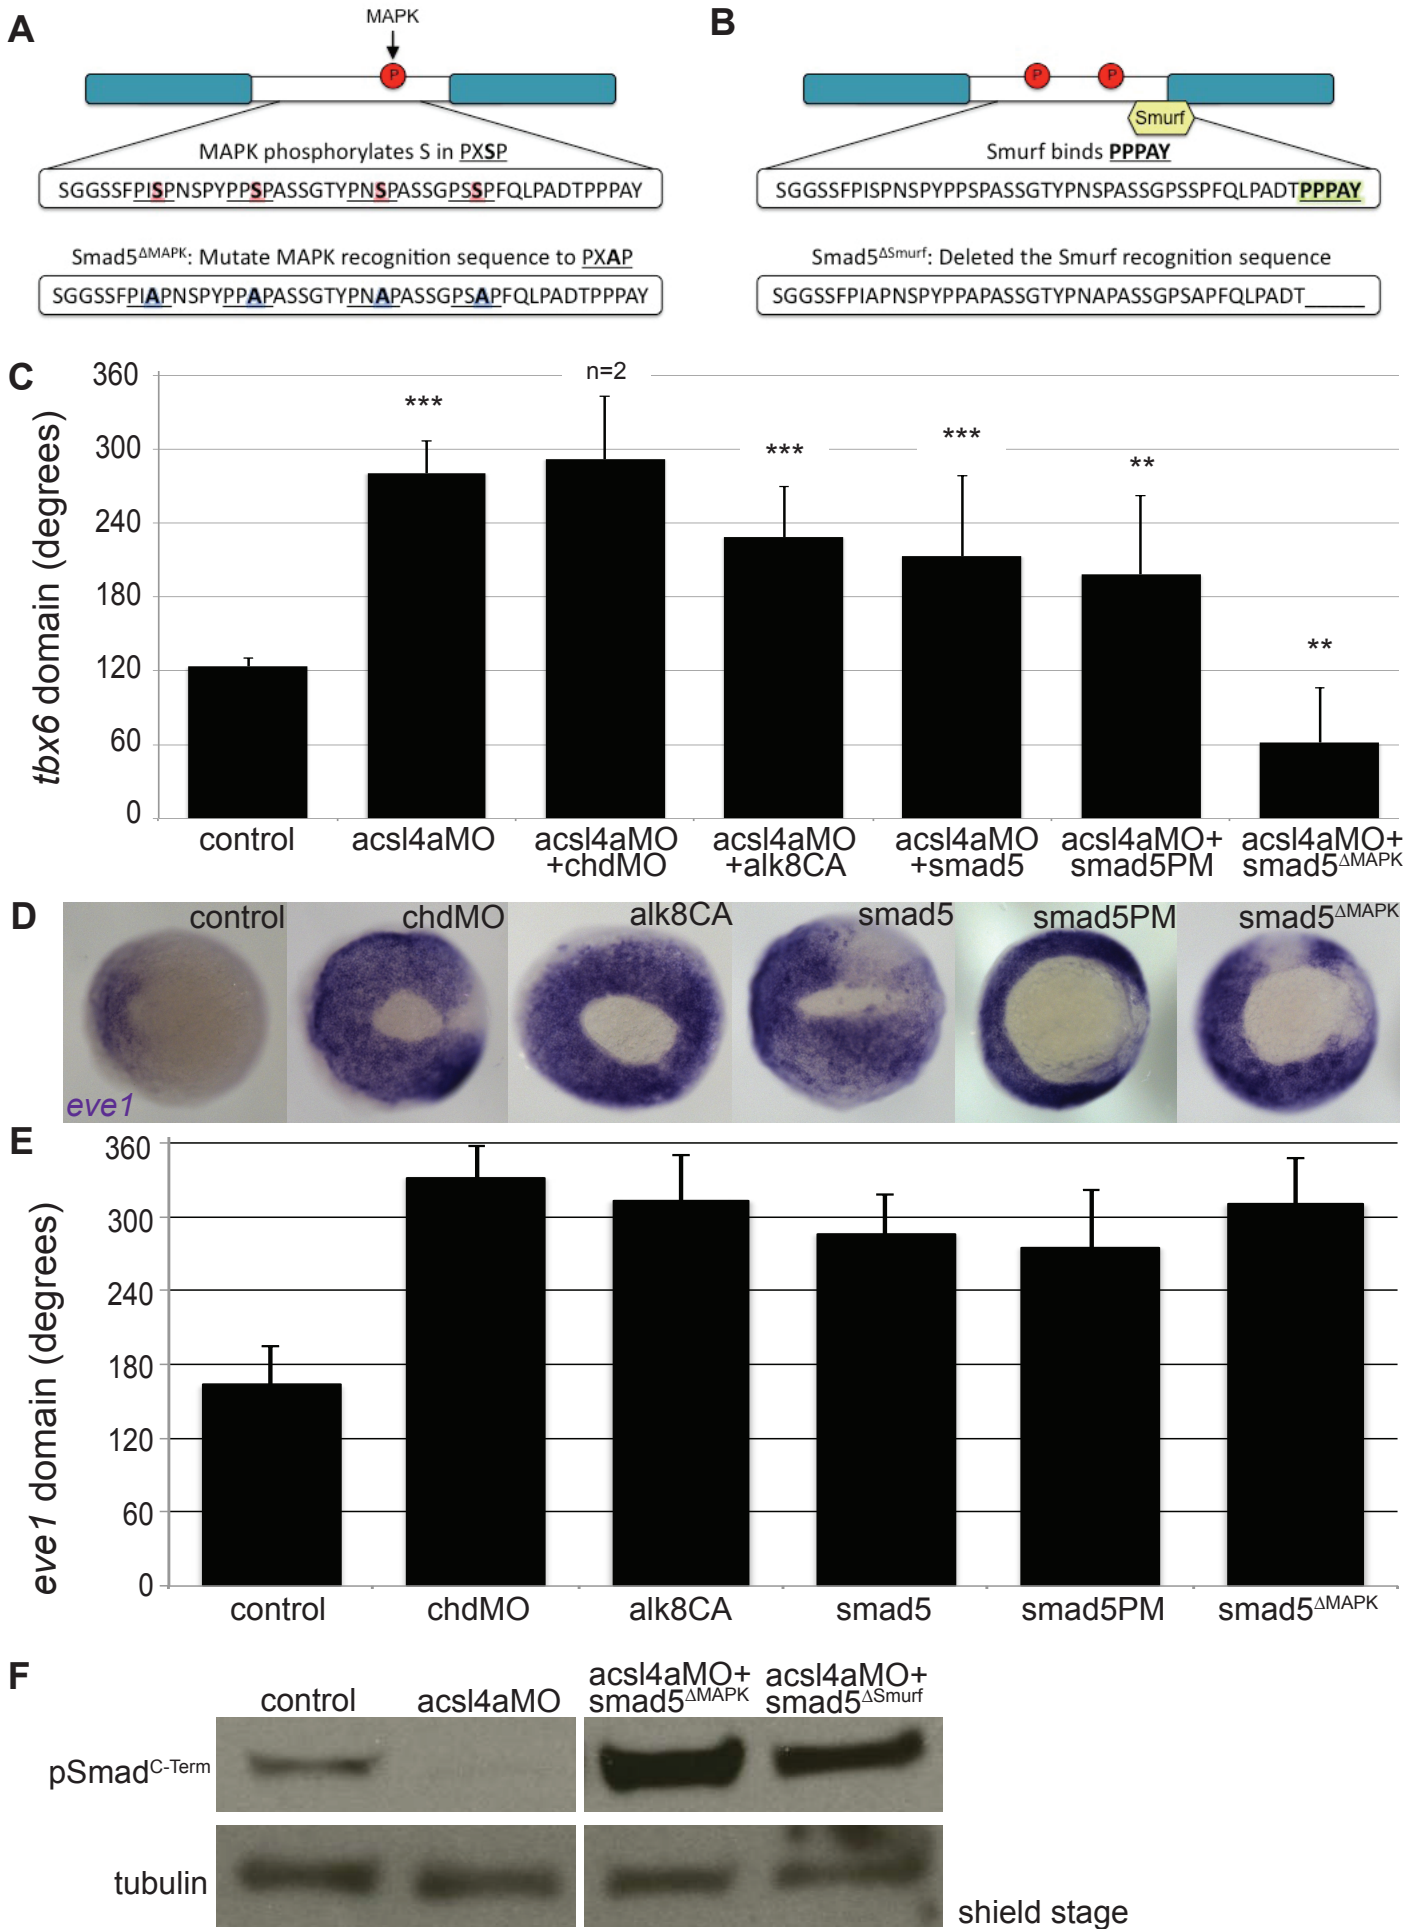 A
MAPK
P
MAPK phosphorylates S in PXSP
SGGSSFPISPNSPYPPSPASSGTYPNSPASSGPSSPFQLPADTPPPAY
Smad5ΔMAPK: Mutate MAPK recognition sequence to PXAP
SGGSSFPIAPNSPYPPAPASSGTYPNAPASSGPSAPFQLPADTPPPAY
B
P P
Smurf
Smurf binds PPPAY
SGGSSFPISPNSPYPPSPASSGTYPNSPASSGPSSPFQLPADTPPPAY
Smad5ΔSmurf: Deleted the Smurf recognition sequence
SGGSSFPIAPNSPYPPAPASSGTYPNAPASSGPSAPFQLPADT_____
C
tbx6 domain (degrees)
360
300
240
180
120
60
0
***
n=2
***
***
**
**
control
acsl4aMO
acsl4aMO
+chdMO
acsl4aMO
+alk8CA
acsl4aMO
+smad5
acsl4aMO+
smad5PM
acsl4aMO+
smad5ΔMAPK
D
control
chdMO
alk8CA
smad5
smad5PM
smad5ΔMAPK
eve1
E
eve1 domain (degrees)
360
300
240
180
120
60
0
control
chdMO
alk8CA
smad5
smad5PM
smad5ΔMAPK
F
control
acsl4aMO
acsl4aMO+
smad5ΔMAPK
acsl4aMO+
smad5ΔSmurf
pSmadC-Term
tubulin
shield stage